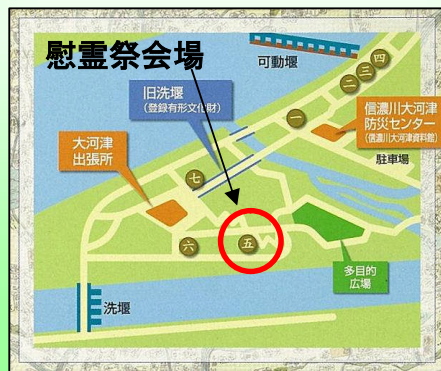 慰霊祭会場
可動堰
旧洗堰
(登録有形文化財)
四
三
二
一
信濃川大河津
防災センター
(信濃川大河津資料館)
駐車場
大河津
出張所
七
六
五
多目的
広場
洗堰